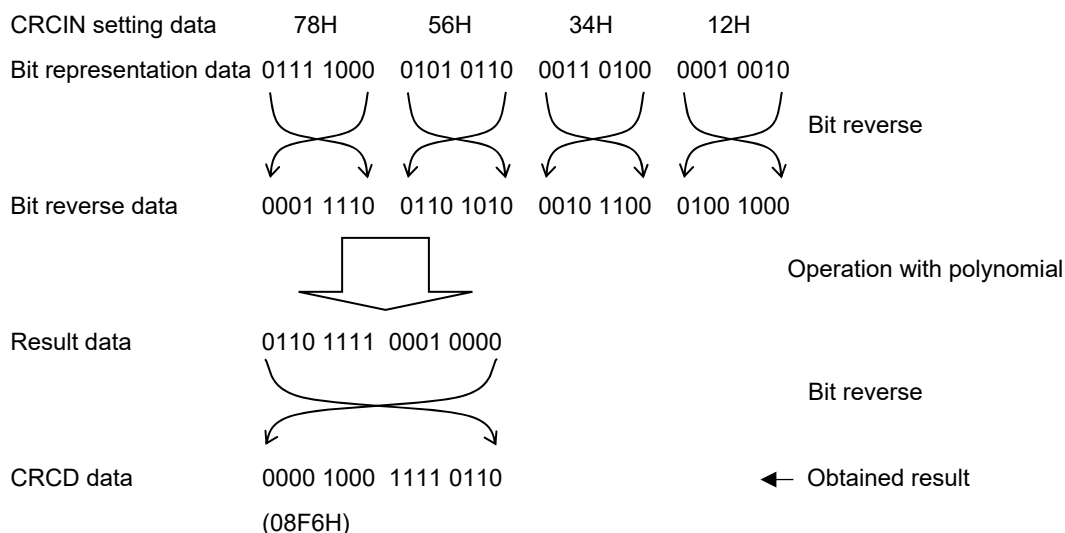 CRCIN setting data 78H 56H 34H 12H
Bit representation data 0111 1000 0101 0110 0011 0100 0001 0010
Bit reverse
Bit reverse data 0001 1110 0110 1010 0010 1100 0100 1000
Operation with polynomial
Result data 0110 1111 0001 0000
Bit reverse
CRCD data 0000 1000 1111 0110 Obtained result
(08F6H)